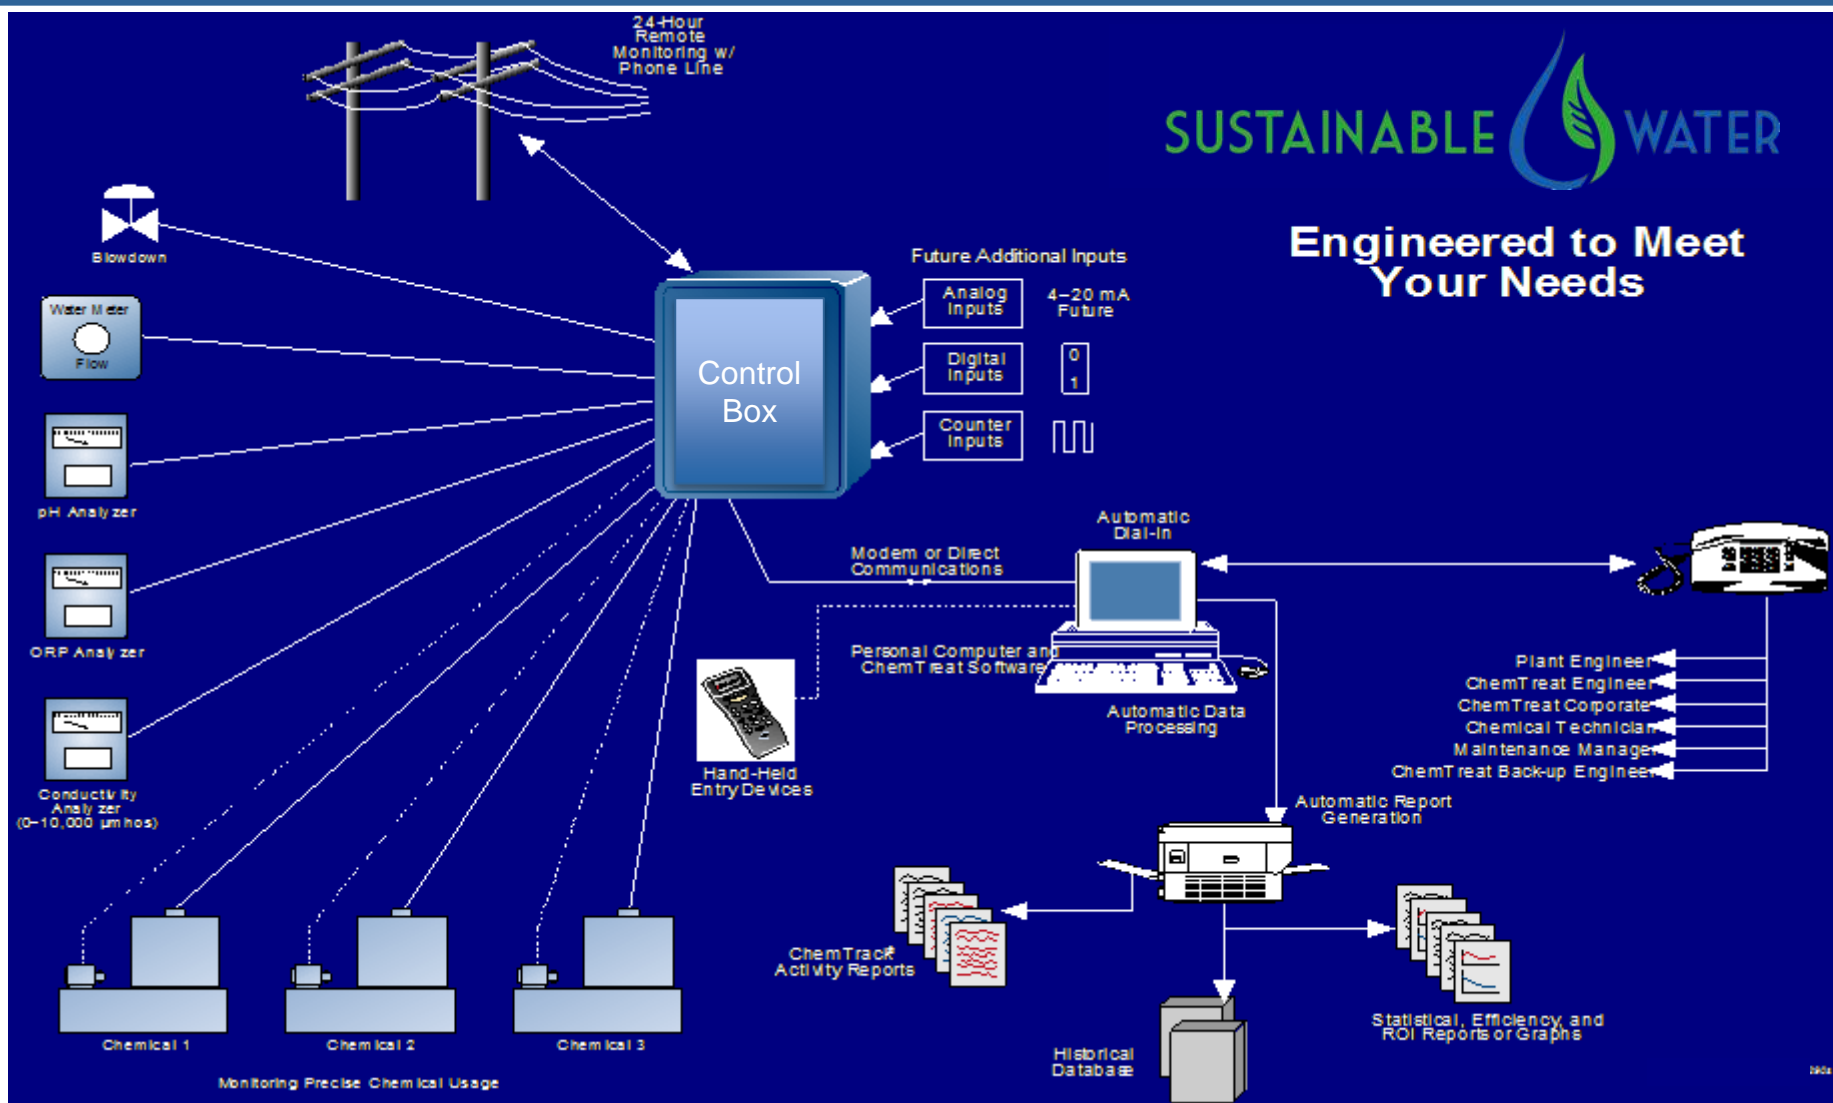 24-Hour
Remote
Monitoring w/
Phone Line
SUSTAINABLE WATER
Engineered to Meet
Your Needs
Blowdown
Water Meter
Flow
pH Analyzer
ORP Analyzer
Conductivity
Analyzer
(0-10,000 µmhos)
Control
Box
Future Additional Inputs
Analog
Inputs
4-20 mA
Future
Digital
Inputs
0
1
Counter
Inputs
Automatic
Dial-In
Modem or Direct
Communications
Personal Computer and
ChemTreat Software
Automatic Data
Processing
Hand-Held
Entry Devices
Plant Engineer
ChemTreat Engineer
ChemTreat Corporate
Chemical Technician
Maintenance Manager
ChemTreat Back-up Engineer
Automatic Report
Generation
ChemTrack®
Activity Reports
Statistical, Efficiency, and
ROI Reports or Graphs
Historical
Database
Chemical 1
Chemical 2
Chemical 3
Monitoring Precise Chemical Usage